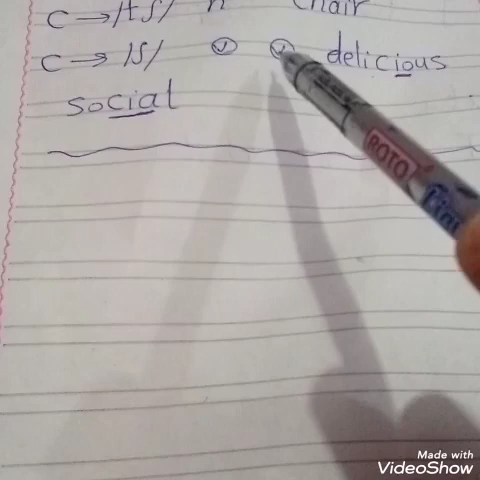 C → /tʃ/ h chair
C → /ʃ/ v v delicious
social
ROTO
Made with
VideoShow